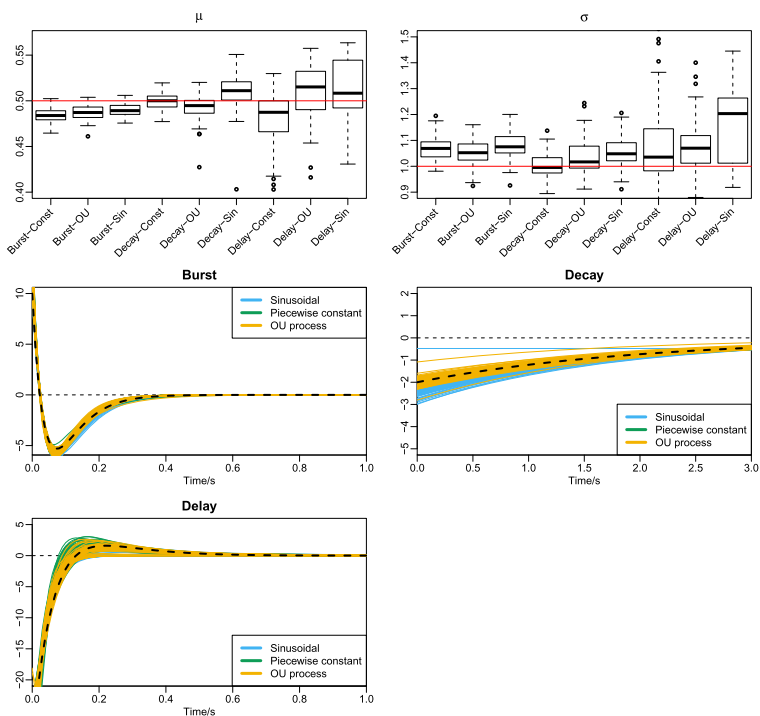 μ
0.40 0.45 0.50 0.55
Burst−Const
Burst−OU
Burst−Sin
Decay−Const
Decay−OU
Decay−Sin
Delay−Const
Delay−OU
Delay−Sin
σ
0.9 1.0 1.1 1.2 1.3 1.4 1.5
Burst−Const
Burst−OU
Burst−Sin
Decay−Const
Decay−OU
Decay−Sin
Delay−Const
Delay−OU
Delay−Sin
Burst
10
5
0
−5
Sinusoidal
Piecewise constant
OU process
0.0 0.2 0.4 0.6 0.8 1.0
Time/s
Decay
2
1
0
−1
−2
−3
−4
−5
Sinusoidal
Piecewise constant
OU process
0.0 0.5 1.0 1.5 2.0 2.5 3.0
Time/s
Delay
5
0
−5
−10
−15
−20
Sinusoidal
Piecewise constant
OU process
0.0 0.2 0.4 0.6 0.8 1.0
Time/s